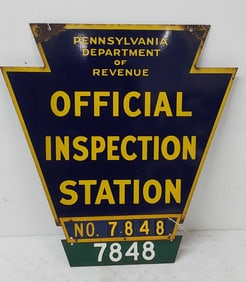 PENNSYLVANIA
DEPARTMENT
OF
REVENUE
OFFICIAL
INSPECTION
STATION
NO. 7848
7848